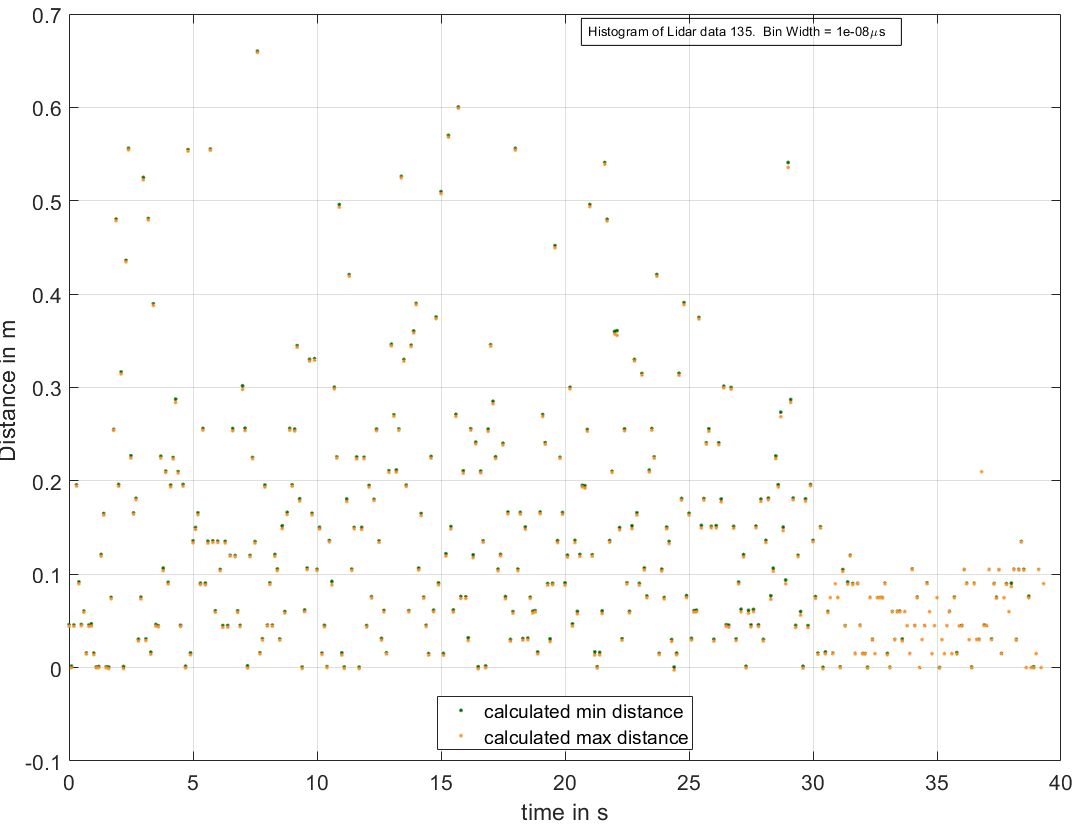 Histogram of Lidar data 135.  Bin Width = 1e-08μs
0.7
0.6
0.5
0.4
0.3
0.2
0.1
0
-0.1
Distance in m
calculated min distance
calculated max distance
0 5 10 15 20 25 30 35 40
time in s